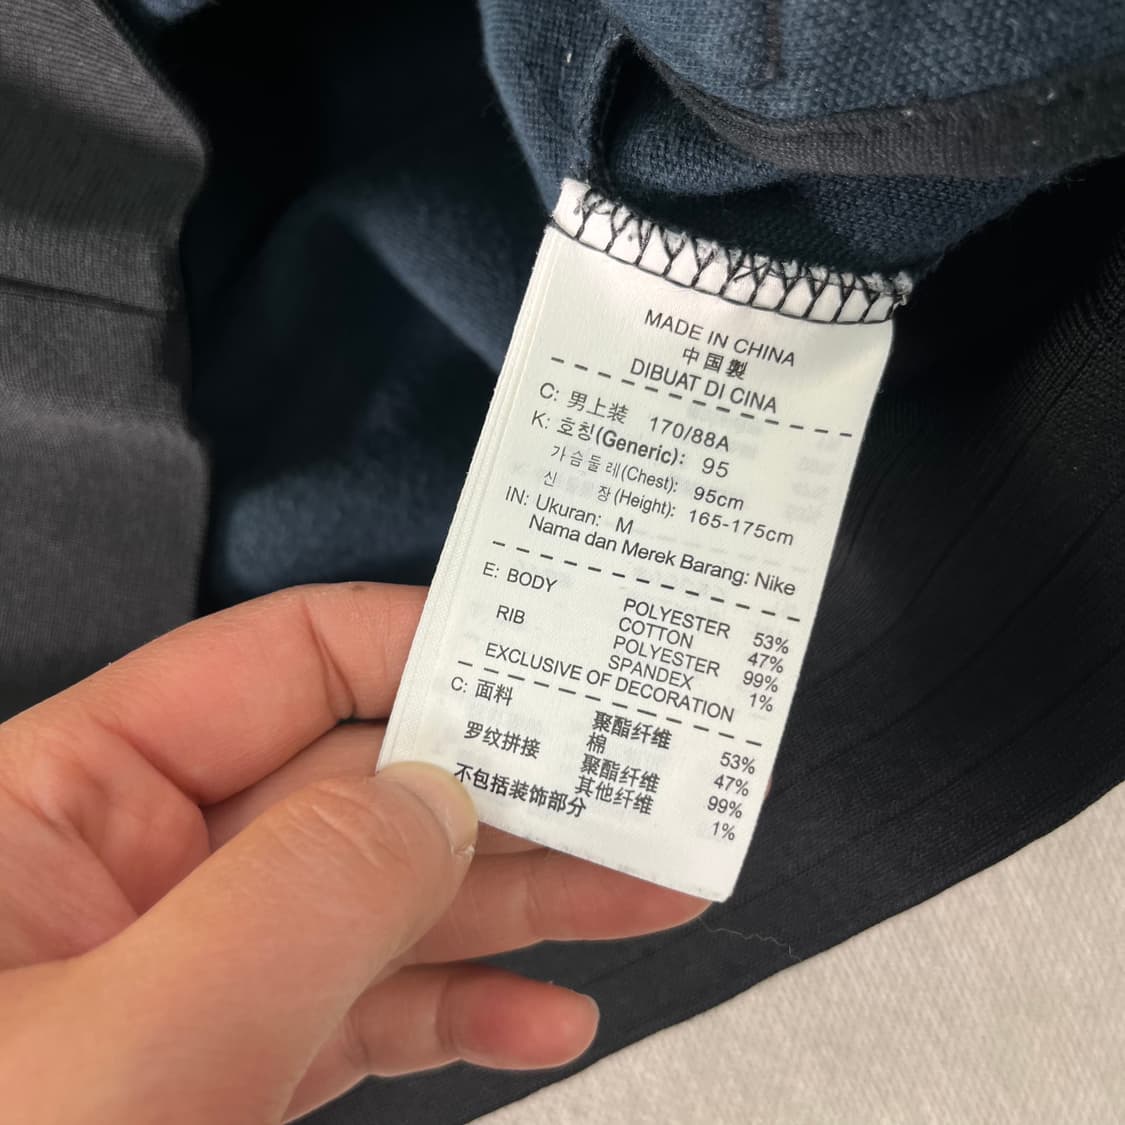 MADE IN CHINA
中国製
DIBUAT DI CINA
C: 男上装 170/88A
K: 호칭(Generic): 95
가슴둘레(Chest): 95cm
신 장(Height): 165-175cm
IN: Ukuran: M
Nama dan Merek Barang: Nike
E: BODY POLYESTER 53%
COTTON 47%
RIB POLYESTER 99%
SPANDEX 1%
EXCLUSIVE OF DECORATION
C: 面料 聚酯纤维 53%
棉 47%
罗纹拼接 聚酯纤维 99%
其他纤维 1%
不包括装饰部分